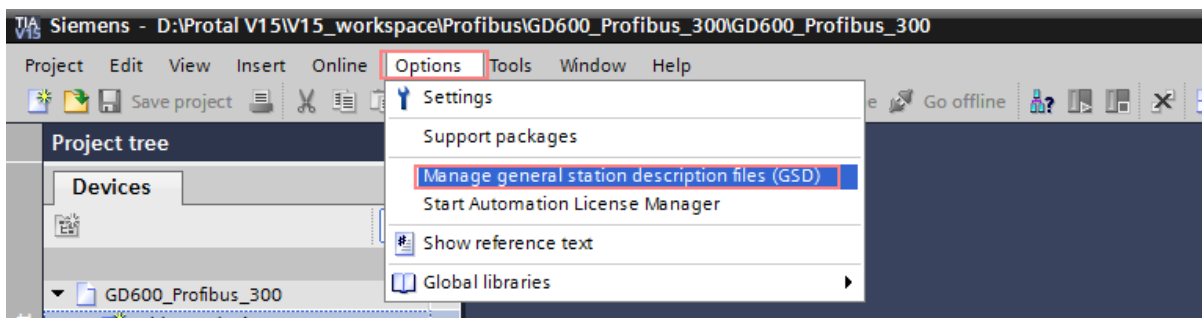 TIA V15 Siemens - D:\Protal V15\V15_workspace\Profibus\GD600_Profibus_300\GD600_Profibus_300
Project Edit View Insert Online Options Tools Window Help
Save project Go offline
Settings
Support packages
Manage general station description files (GSD)
Start Automation License Manager
Show reference text
Global libraries
Project tree
Devices
GD600_Profibus_300